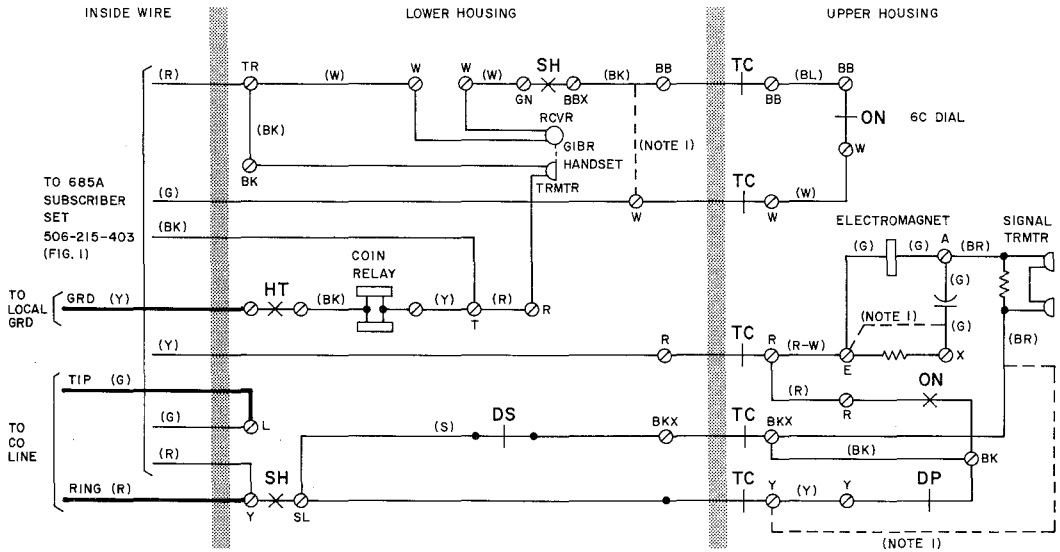 INSIDE WIRE
LOWER HOUSING
UPPER HOUSING
(R)
TR
(W)
W
W
(W)
GN
SH
BBX
(BK)
BB
TC
BB
(BL)
BB
ON
6C DIAL
W
(BK)
BK
RCVR
GIBR
HANDSET
TRMTR
(NOTE 1)
TO 685A
SUBSCRIBER
SET
506-215-403
(FIG. 1)
(G)
W
TC
W
(W)
(BK)
ELECTROMAGNET
(G)
(G)
A
(BR)
SIGNAL
TRMTR
(G)
(G)
(NOTE 1)
(BR)
COIN
RELAY
TO
LOCAL
GRD
GRD (Y)
HT
(BK)
(Y)
T
(R)
R
(Y)
R
TC
R
(R-W)
E
X
(R)
R
ON
TO
CO
LINE
TIP (G)
(G)
L
(S)
DS
BKX
TC
BKX
(BK)
BK
(R)
RING (R)
Y
SH
SL
TC
Y
(Y)
Y
DP
(NOTE 1)